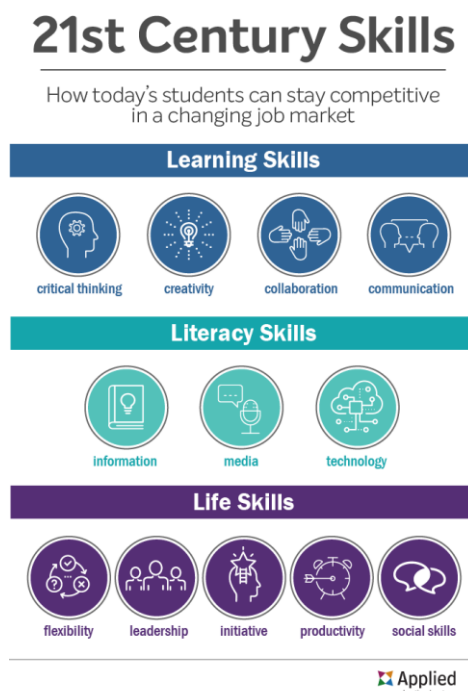 21st Century Skills
How today's students can stay competitive
in a changing job market
Learning Skills
critical thinking
creativity
collaboration
communication
Literacy Skills
information
media
technology
Life Skills
flexibility
leadership
initiative
productivity
social skills
Applied